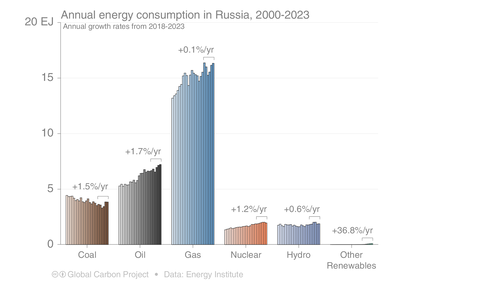 Annual energy consumption in Russia, 2000-2023
20 EJ
Annual growth rates from 2018-2023
+0.1%/yr
15
10
+1.7%/yr
+1.5%/yr
5
+1.2%/yr
+0.6%/yr
+36.8%/yr
0
Coal
Oil
Gas
Nuclear
Hydro
Other
Renewables
Global Carbon Project • Data: Energy Institute